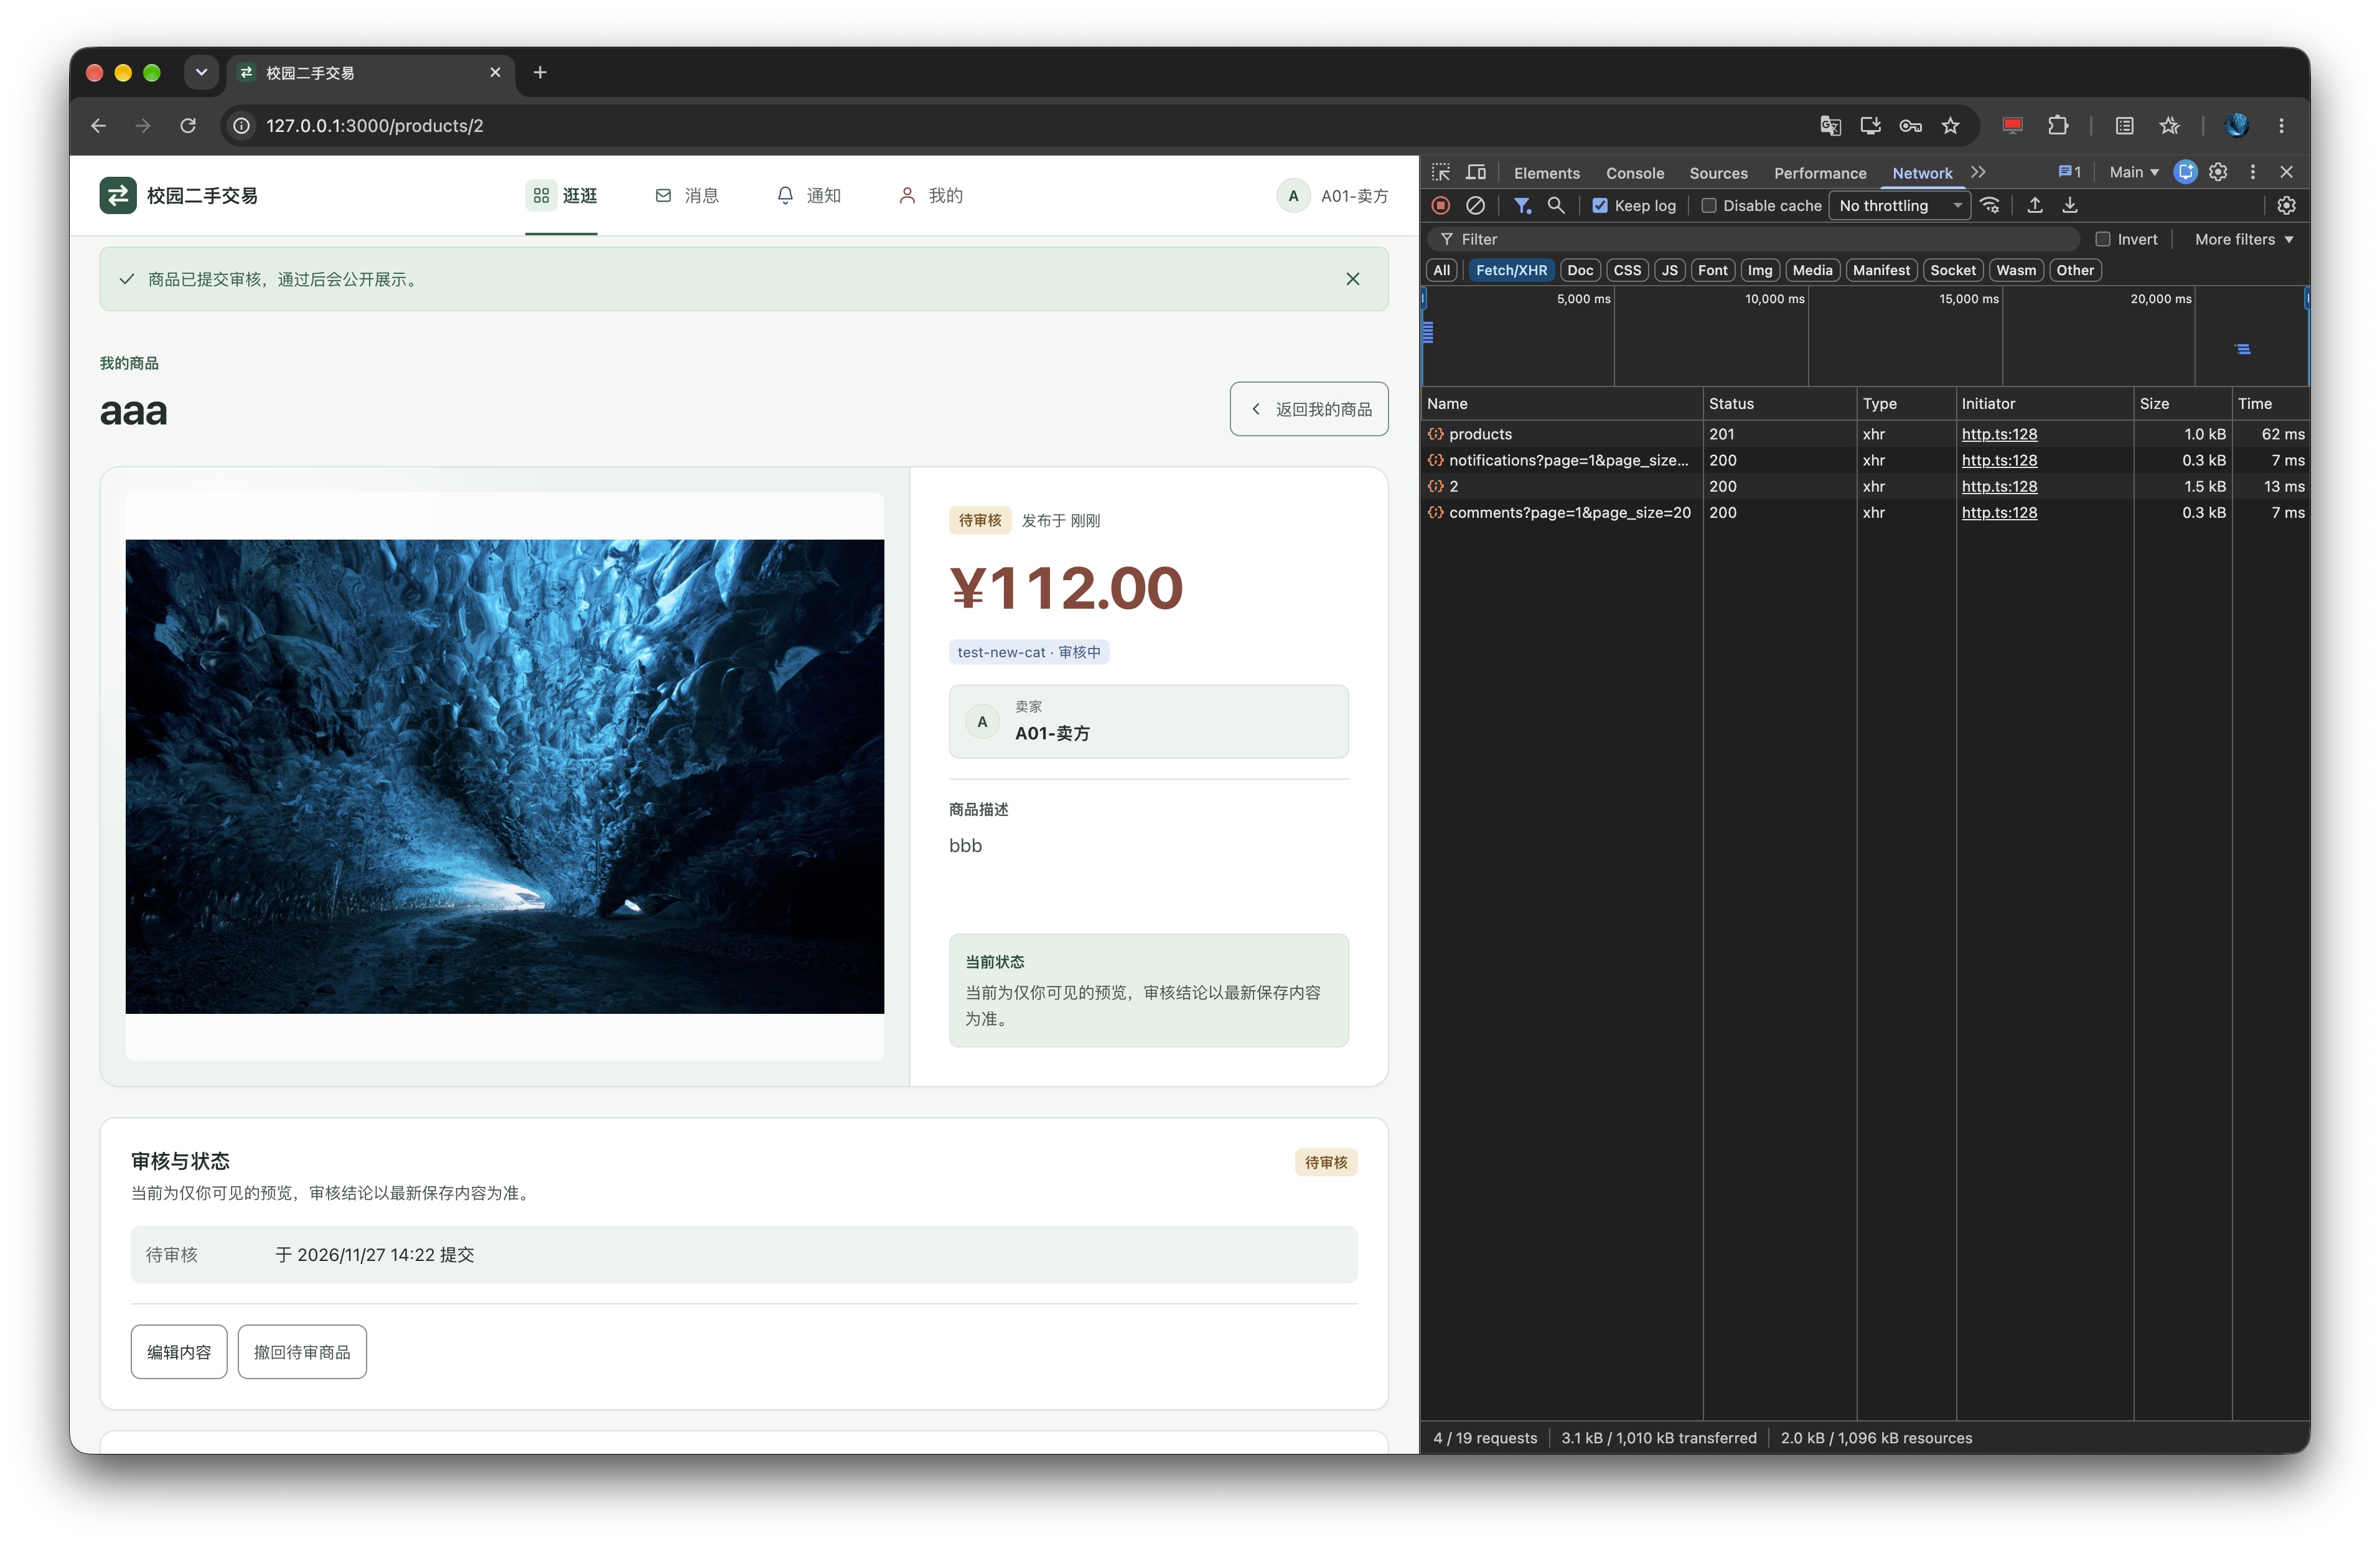 校园二手交易
127.0.0.1:3000/products/2
校园二手交易
逛逛
消息
通知
我的
A
A01-卖方
商品已提交审核，通过后会公开展示。
我的商品
aaa
返回我的商品
待审核
发布于 刚刚
¥112.00
test-new-cat · 审核中
A
卖家
A01-卖方
商品描述
bbb
当前状态
当前为仅你可见的预览，审核结论以最新保存内容
为准。
审核与状态
待审核
当前为仅你可见的预览，审核结论以最新保存内容为准。
待审核
于 2026/11/27 14:22 提交
编辑内容
撤回待审商品
Elements Console Sources Performance Network 1 Main
Keep log Disable cache No throttling
Filter Invert More filters
All Fetch/XHR Doc CSS JS Font Img Media Manifest Socket Wasm Other
5,000 ms 10,000 ms 15,000 ms 20,000 ms
Name Status Type Initiator Size Time
products 201 xhr http.ts:128 1.0 kB 62 ms
notifications?page=1&page_size... 200 xhr http.ts:128 0.3 kB 7 ms
2 200 xhr http.ts:128 1.5 kB 13 ms
comments?page=1&page_size=20 200 xhr http.ts:128 0.3 kB 7 ms
4 / 19 requests 3.1 kB / 1,010 kB transferred 2.0 kB / 1,096 kB resources